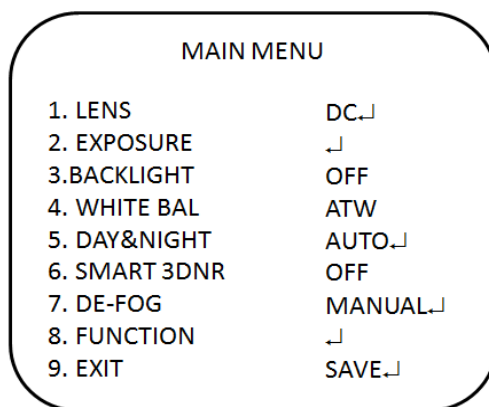 MAIN MENU
1. LENS DC↵
2. EXPOSURE ↵
3.BACKLIGHT OFF
4. WHITE BAL ATW
5. DAY&NIGHT AUTO↵
6. SMART 3DNR OFF
7. DE-FOG MANUAL↵
8. FUNCTION ↵
9. EXIT SAVE↵